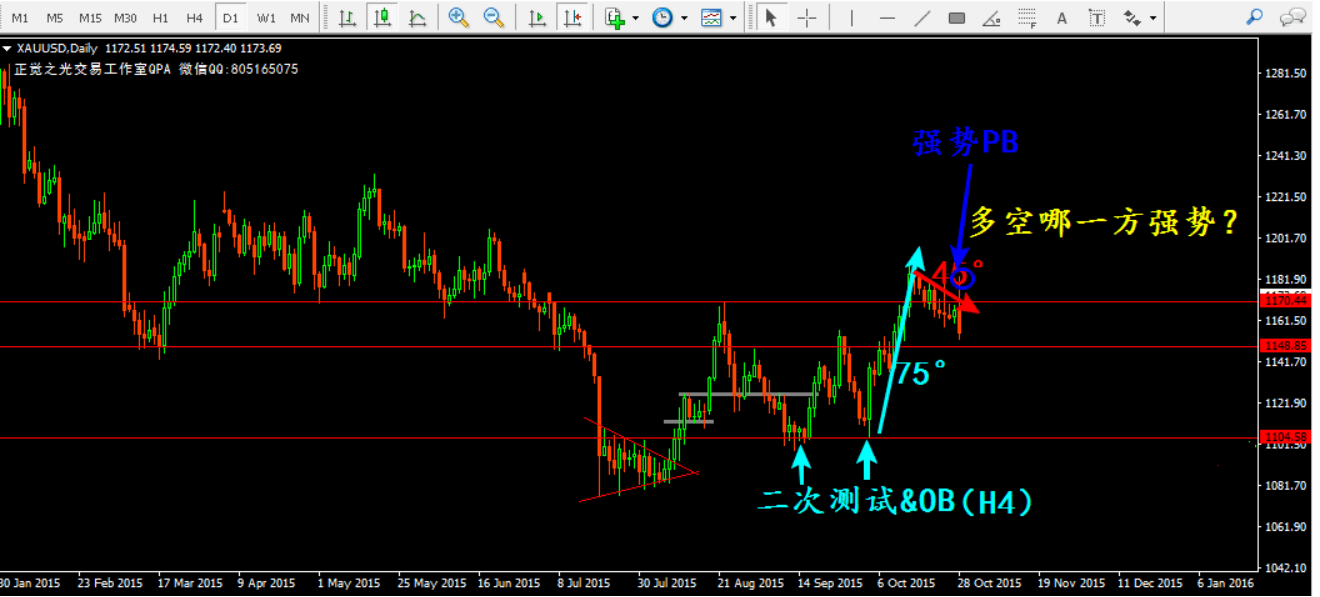 M1 M5 M15 M30 H1 H4 D1 W1 MN
A T
F
XAUUSD,Daily 1172.51 1174.59 1172.40 1173.69
正觉之光交易工作室QPA 微信QQ:805165075
1281.50
1261.70
强势PB
1241.30
1221.50
多空哪一方强势?
1201.70
45°
1181.90
1170.44
1161.50
1148.85
1141.70
75°
1121.90
1104.58
1101.50
1081.70
二次测试&OB(H4)
1061.90
1042.10
30 Jan 2015 23 Feb 2015 17 Mar 2015 9 Apr 2015 1 May 2015 25 May 2015 16 Jun 2015 8 Jul 2015 30 Jul 2015 21 Aug 2015 14 Sep 2015 6 Oct 2015 28 Oct 2015 19 Nov 2015 11 Dec 2015 6 Jan 2016